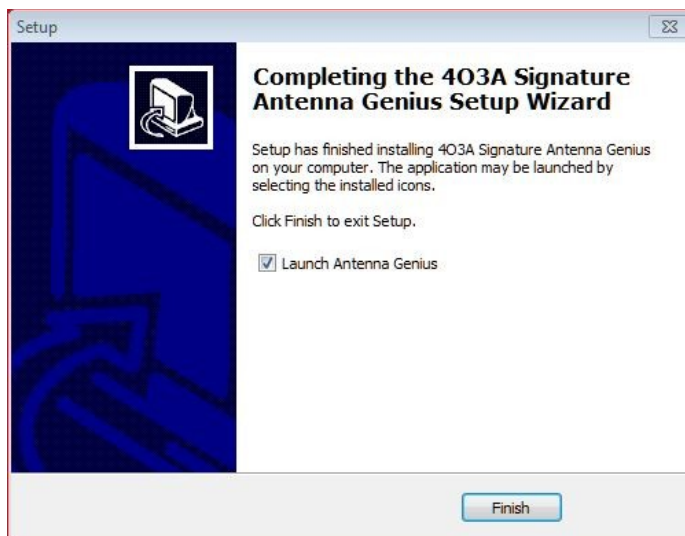 Setup
Completing the 4O3A Signature
Antenna Genius Setup Wizard
Setup has finished installing 4O3A Signature Antenna Genius
on your computer. The application may be launched by
selecting the installed icons.
Click Finish to exit Setup.
Launch Antenna Genius
Finish